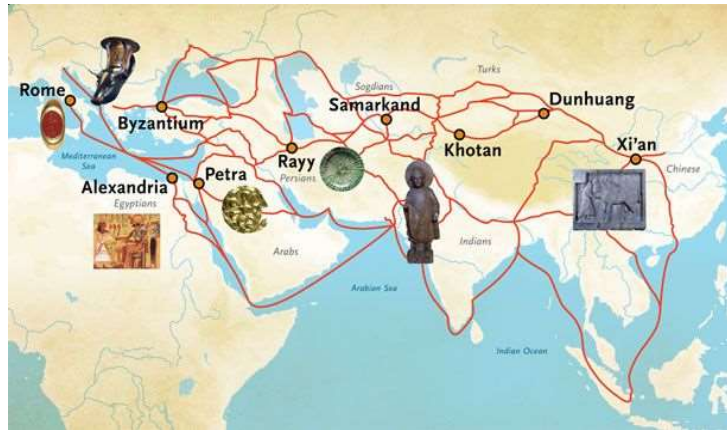 Rome
Byzantium
Sogdians
Turks
Samarkand
Dunhuang
Khotan
Xi'an
Chinese
Mediterranean
Sea
Alexandria
Egyptians
Petra
Rayy
Persians
Arabs
Indians
Arabian Sea
Indian Ocean